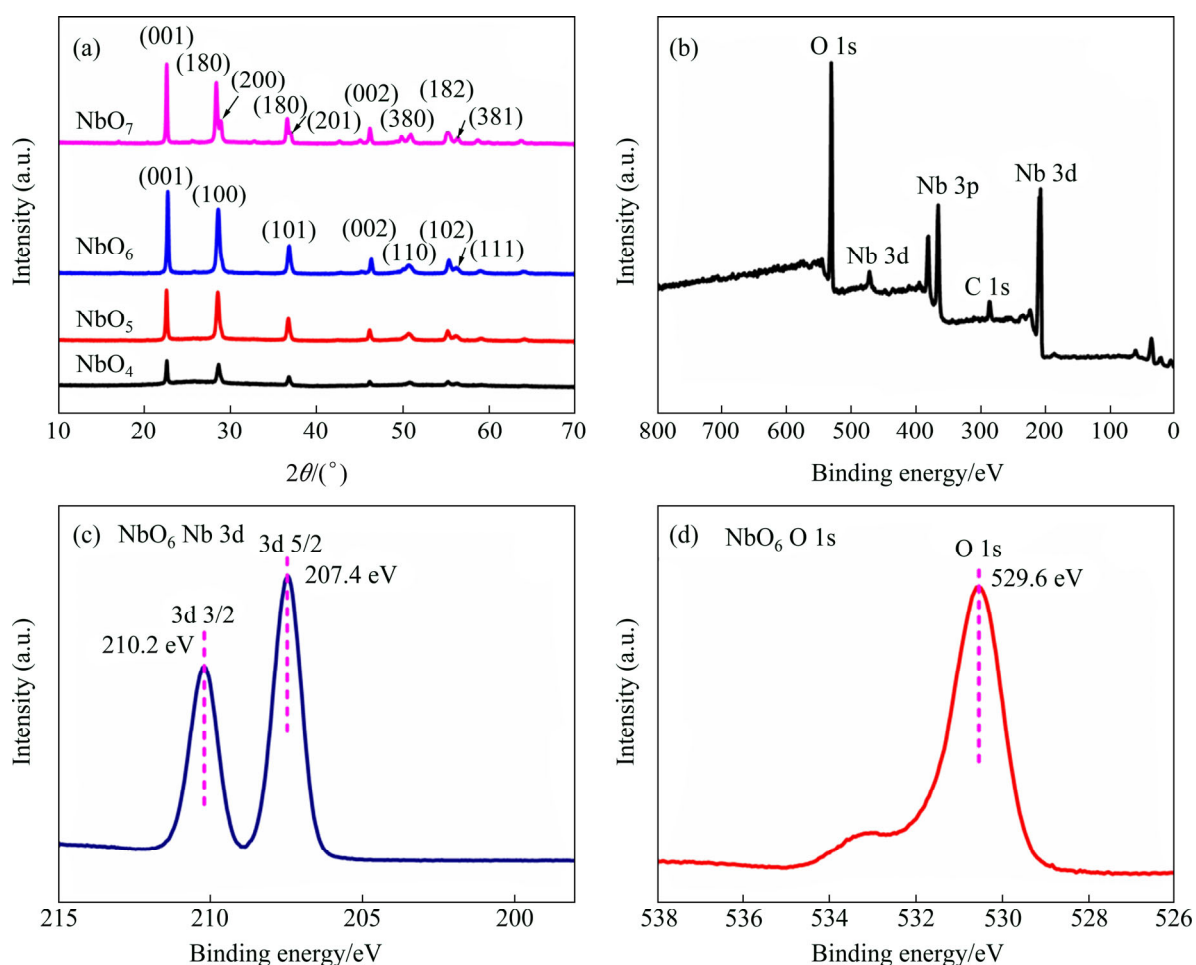 (a)
(001)
(180)
(200)
(180)
(201)
(002)
(380)
(182)
(381)
NbO₇
(001)
(100)
(101)
(002)
(110)
(102)
(111)
NbO₆
NbO₅
NbO₄
Intensity (a.u.)
10 20 30 40 50 60 70
2θ/(°)
(b)
O 1s
Nb 3d
Nb 3p
C 1s
Nb 3d
Intensity (a.u.)
800 700 600 500 400 300 200 100 0
Binding energy/eV
(c) NbO₆ Nb 3d
3d 5/2
207.4 eV
3d 3/2
210.2 eV
Intensity (a.u.)
215 210 205 200
Binding energy/eV
(d) NbO₆ O 1s
O 1s
529.6 eV
Intensity (a.u.)
538 536 534 532 530 528 526
Binding energy/eV